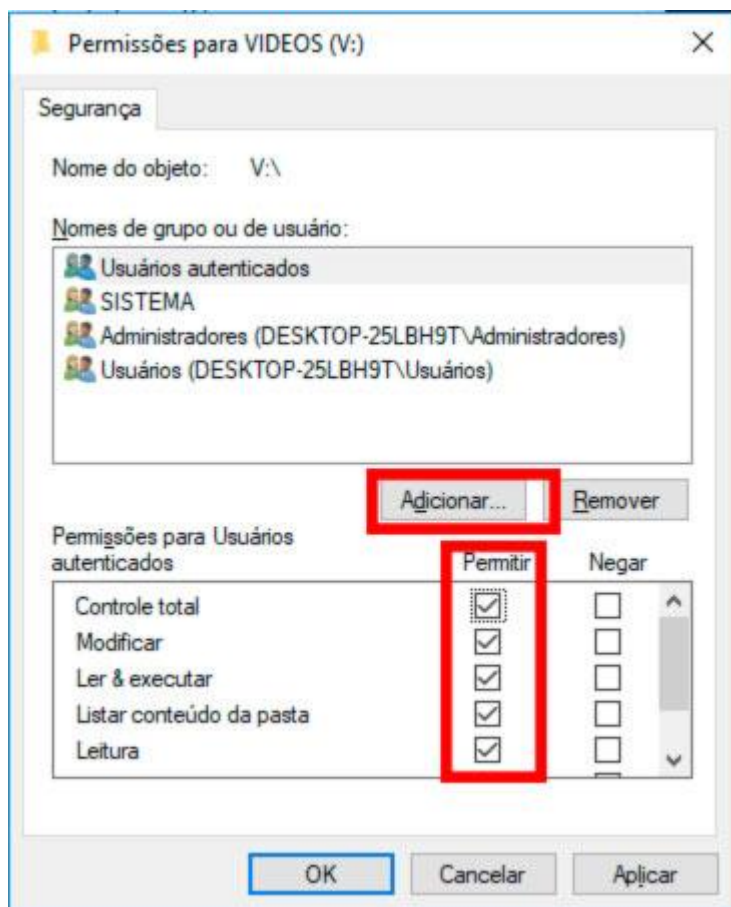 Permissões para VIDEOS (V:)
Segurança
Nome do objeto: V:\
Nomes de grupo ou de usuário:
Usuários autenticados
SISTEMA
Administradores (DESKTOP-25LBH9T\Administradores)
Usuários (DESKTOP-25LBH9T\Usuários)
Adicionar... Remover
Permissões para Usuários
autenticados Permitir Negar
Controle total
Modificar
Ler & executar
Listar conteúdo da pasta
Leitura
OK Cancelar Aplicar